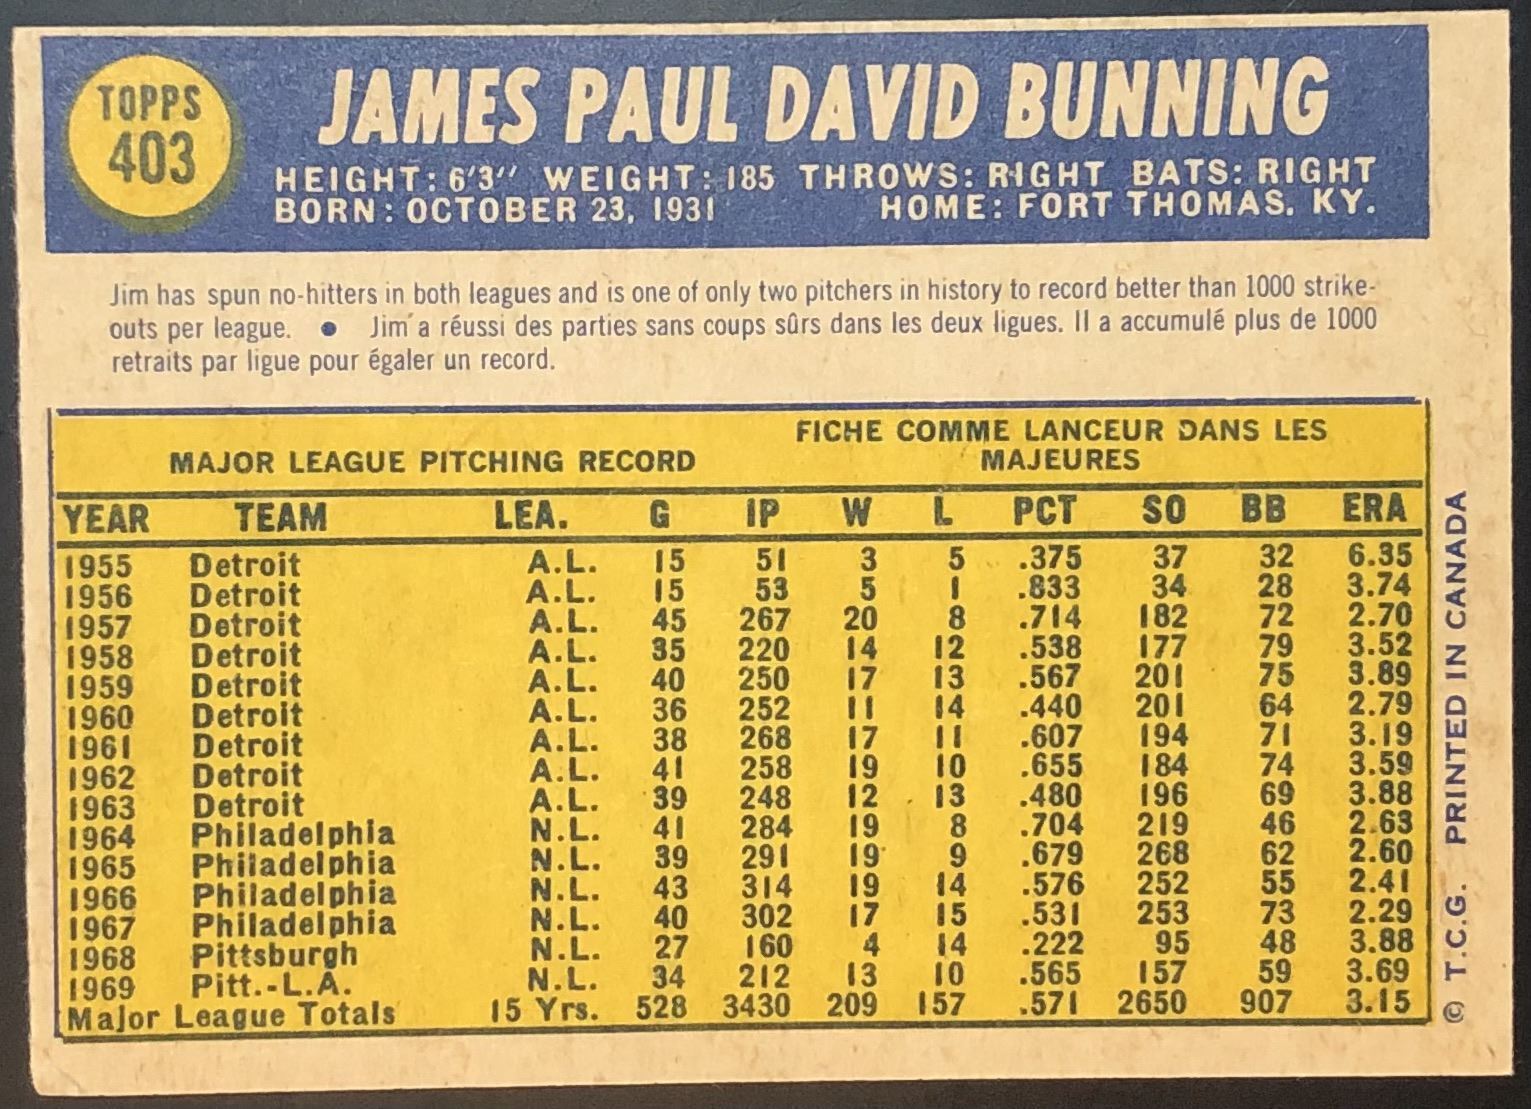 TOPPS
403
JAMES PAUL DAVID BUNNING
HEIGHT: 6'3" WEIGHT: 185 THROWS: RIGHT BATS: RIGHT
BORN: OCTOBER 23, 1931 HOME: FORT THOMAS, KY.
Jim has spun no-hitters in both leagues and is one of only two pitchers in history to record better than 1000 strike-
outs per league. • Jim a réussi des parties sans coups sûrs dans les deux ligues. Il a accumulé plus de 1000
retraits par ligue pour égaler un record.
MAJOR LEAGUE PITCHING RECORD
FICHE COMME LANCEUR DANS LES
MAJEURES
YEAR TEAM LEA. G IP W L PCT SO BB ERA
1955 Detroit A.L. 15 51 3 5 .375 37 32 6.35
1956 Detroit A.L. 15 53 5 1 .833 34 28 3.74
1957 Detroit A.L. 45 267 20 8 .714 182 72 2.70
1958 Detroit A.L. 35 220 14 12 .538 177 79 3.52
1959 Detroit A.L. 40 250 17 13 .567 201 75 3.89
1960 Detroit A.L. 36 252 11 14 .440 201 64 2.79
1961 Detroit A.L. 38 268 17 11 .607 194 71 3.19
1962 Detroit A.L. 41 258 19 10 .655 184 74 3.59
1963 Detroit A.L. 39 248 12 13 .480 196 69 3.88
1964 Philadelphia N.L. 41 284 19 8 .704 219 46 2.63
1965 Philadelphia N.L. 39 291 19 9 .679 268 62 2.60
1966 Philadelphia N.L. 43 314 19 14 .576 252 55 2.41
1967 Philadelphia N.L. 40 302 17 15 .531 253 73 2.29
1968 Pittsburgh N.L. 27 160 4 14 .222 95 48 3.88
1969 Pitt.-L.A. N.L. 34 212 13 10 .565 157 59 3.69
Major League Totals 15 Yrs. 528 3430 209 157 .571 2650 907 3.15
© T.C.G. PRINTED IN CANADA